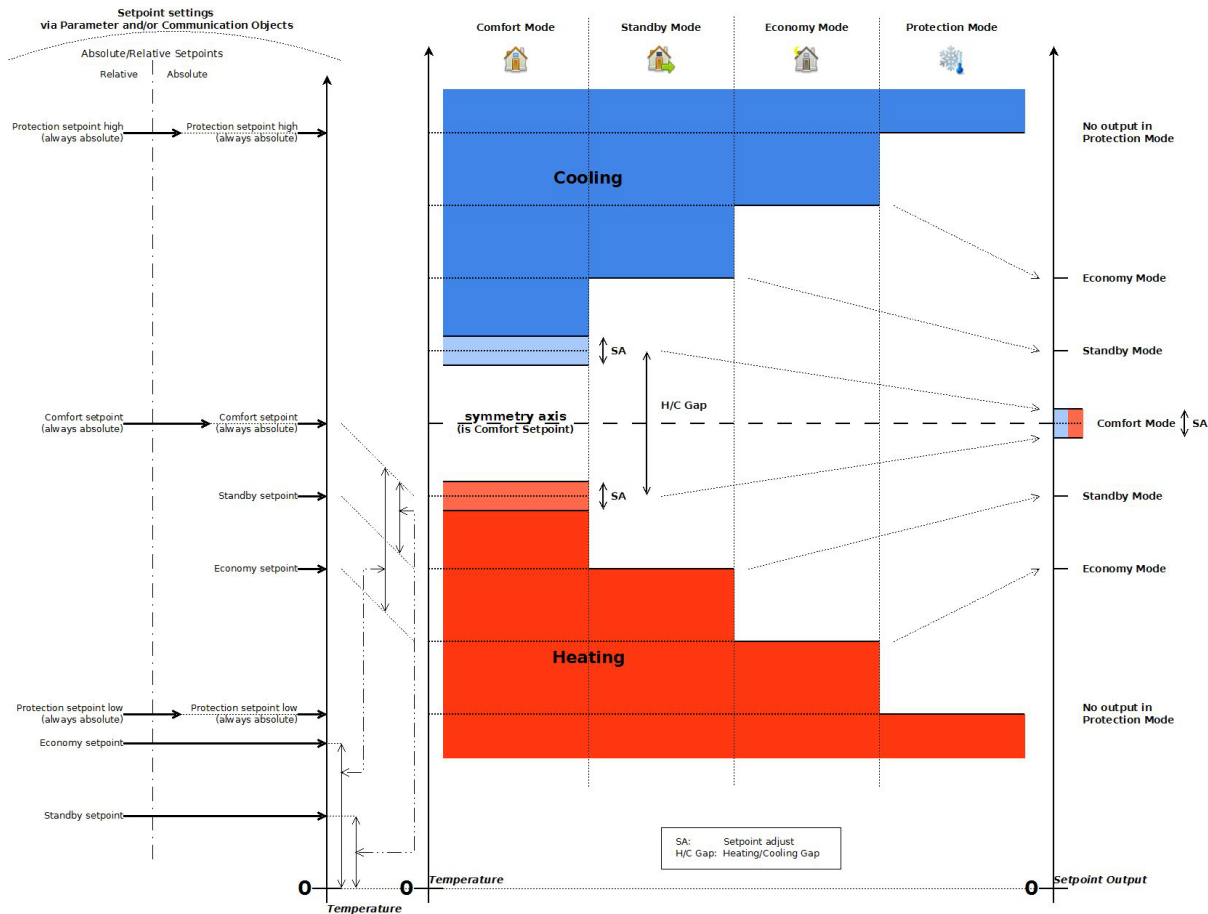 Setpoint settings
via Parameter and/or Communication Objects
Absolute/Relative Setpoints
Relative
Absolute
Comfort Mode
Standby Mode
Economy Mode
Protection Mode
Protection setpoint high
(always absolute)
Protection setpoint high
(always absolute)
No output in
Protection Mode
Cooling
Economy Mode
SA
Standby Mode
H/C Gap
Comfort setpoint
(always absolute)
Comfort setpoint
(always absolute)
symmetry axis
(is Comfort Setpoint)
Comfort Mode
SA
Standby setpoint
SA
Standby Mode
Economy setpoint
Economy Mode
Heating
Protection setpoint low
(always absolute)
Protection setpoint low
(always absolute)
No output in
Protection Mode
Economy setpoint
Standby setpoint
SA: Setpoint adjust
H/C Gap: Heating/Cooling Gap
0
0
0
Temperature
Temperature
Setpoint Output